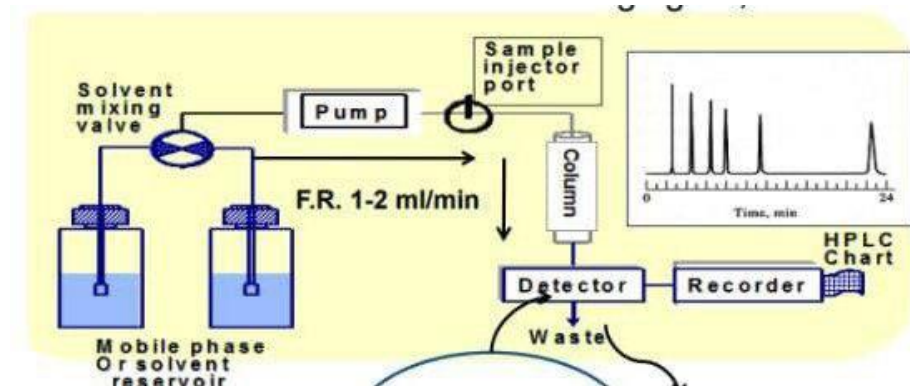 Sample
injector
port
Solvent
mixing
valve
Pump
Column
F.R. 1-2 ml/min
0
24
Time, min
HPLC
Chart
Detector
Recorder
Waste
Mobile phase
Or solvent
reservoir